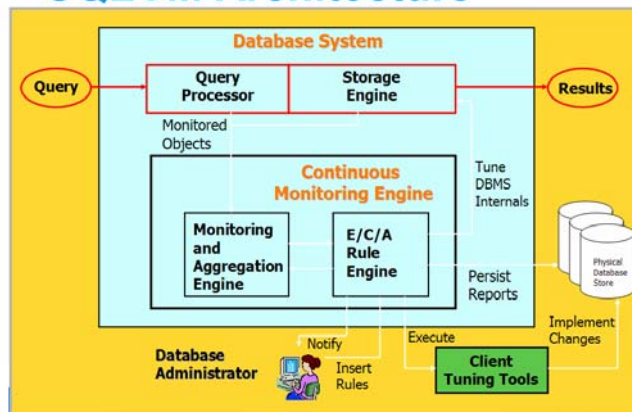 Database System
Query
Query
Processor
Storage
Engine
Results
Monitored
Objects
Tune
DBMS
Internals
Continuous
Monitoring Engine
Monitoring
and
Aggregation
Engine
E/C/A
Rule
Engine
Physical
Database
Store
Persist
Reports
Implement
Changes
Notify
Execute
Database
Administrator
Insert
Rules
Client
Tuning Tools